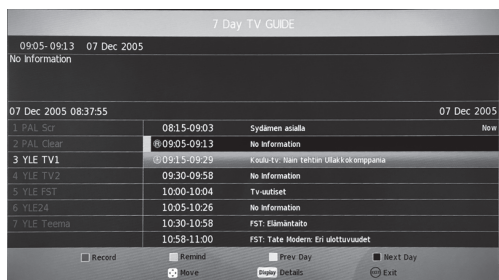 7 Day TV GUIDE
09:05-09:13 07 Dec 2005
No Information
07 Dec 2005 08:37:55 07 Dec 2005
1 PAL Scr 08:15-09:03 Sydämen asialla Now
2 PAL Clear 09:05-09:13 No Information
3 YLE TV1 09:15-09:29 Koulu-tv: Näin tehtiin Ullakkokomppania
4 YLE TV2 09:30-09:58 No Information
5 YLE FST 10:00-10:04 Tv-uutiset
6 YLE24 10:05-10:26 No Information
7 YLE Teema 10:30-10:58 FST: Elämäntaito
10:58-11:00 FST: Tate Modern: Eri ulottuvuudet
Record Remind Prev Day Next Day
Move Display Details Exit